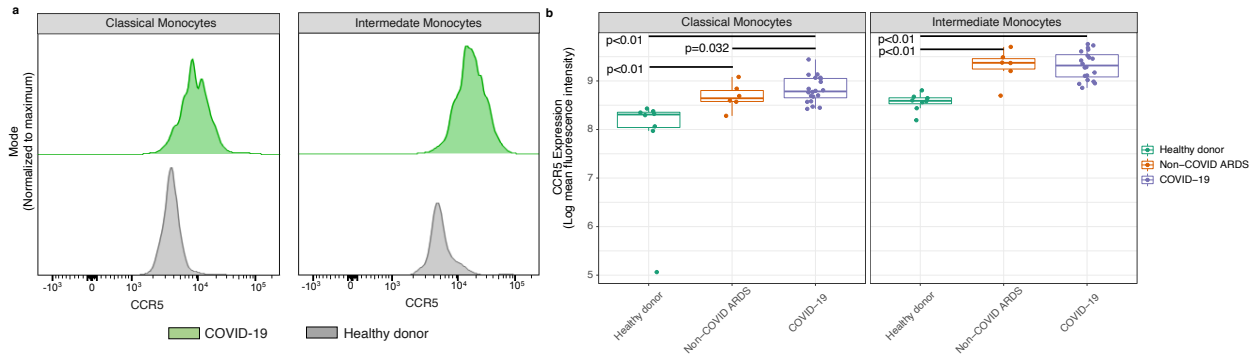 a
Classical Monocytes
Intermedate Monocytes
Mode
(Normalized to maximum)
-10³ 0 10³ 10⁴ 10⁵
CCR5
-10³ 0 10³ 10⁴ 10⁵
CCR5
COVID-19
Healthy donor
b
Classical Monocytes
Intermediate Monocytes
CCR5 Expression
(Log mean fluorescence intensity)
9
8
7
6
5
p<0.01
p=0.032
p<0.01
p<0.01
p<0.01
Healthy donor
Non−COVID ARDS
COVID−19
Healthy donor
Non−COVID ARDS
COVID−19
Healthy donor
Non−COVID ARDS
COVID−19